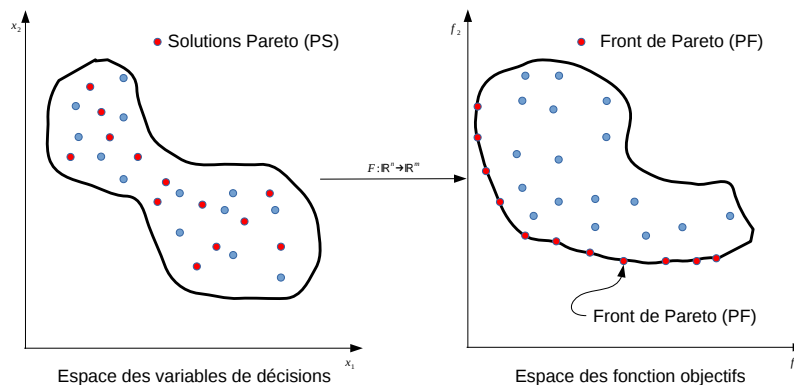 x₂
Solutions Pareto (PS)
f₂
Front de Pareto (PF)
F:ℝⁿ→ℝᵐ
Front de Pareto (PF)
x₁
f
Espace des variables de décisions
Espace des fonction objectifs